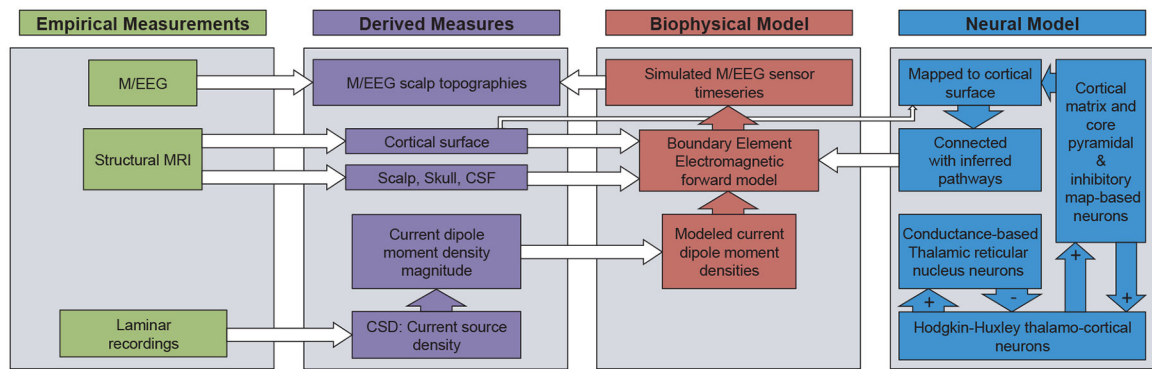 Empirical Measurements
Derived Measures
Biophysical Model
Neural Model
M/EEG
Structural MRI
Laminar
recordings
M/EEG scalp topographies
Cortical surface
Scalp, Skull, CSF
Current dipole
moment density
magnitude
CSD: Current source
density
Simulated M/EEG sensor
timeseries
Boundary Element
Electromagnetic
forward model
Modeled current
dipole moment
densities
Mapped to cortical
surface
Connected
with inferred
pathways
Cortical
matrix and
core
pyramidal
&
inhibitory
map-based
neurons
Conductance-based
Thalamic reticular
nucleus neurons
+
-
+
+
Hodgkin-Huxley thalamo-cortical
neurons